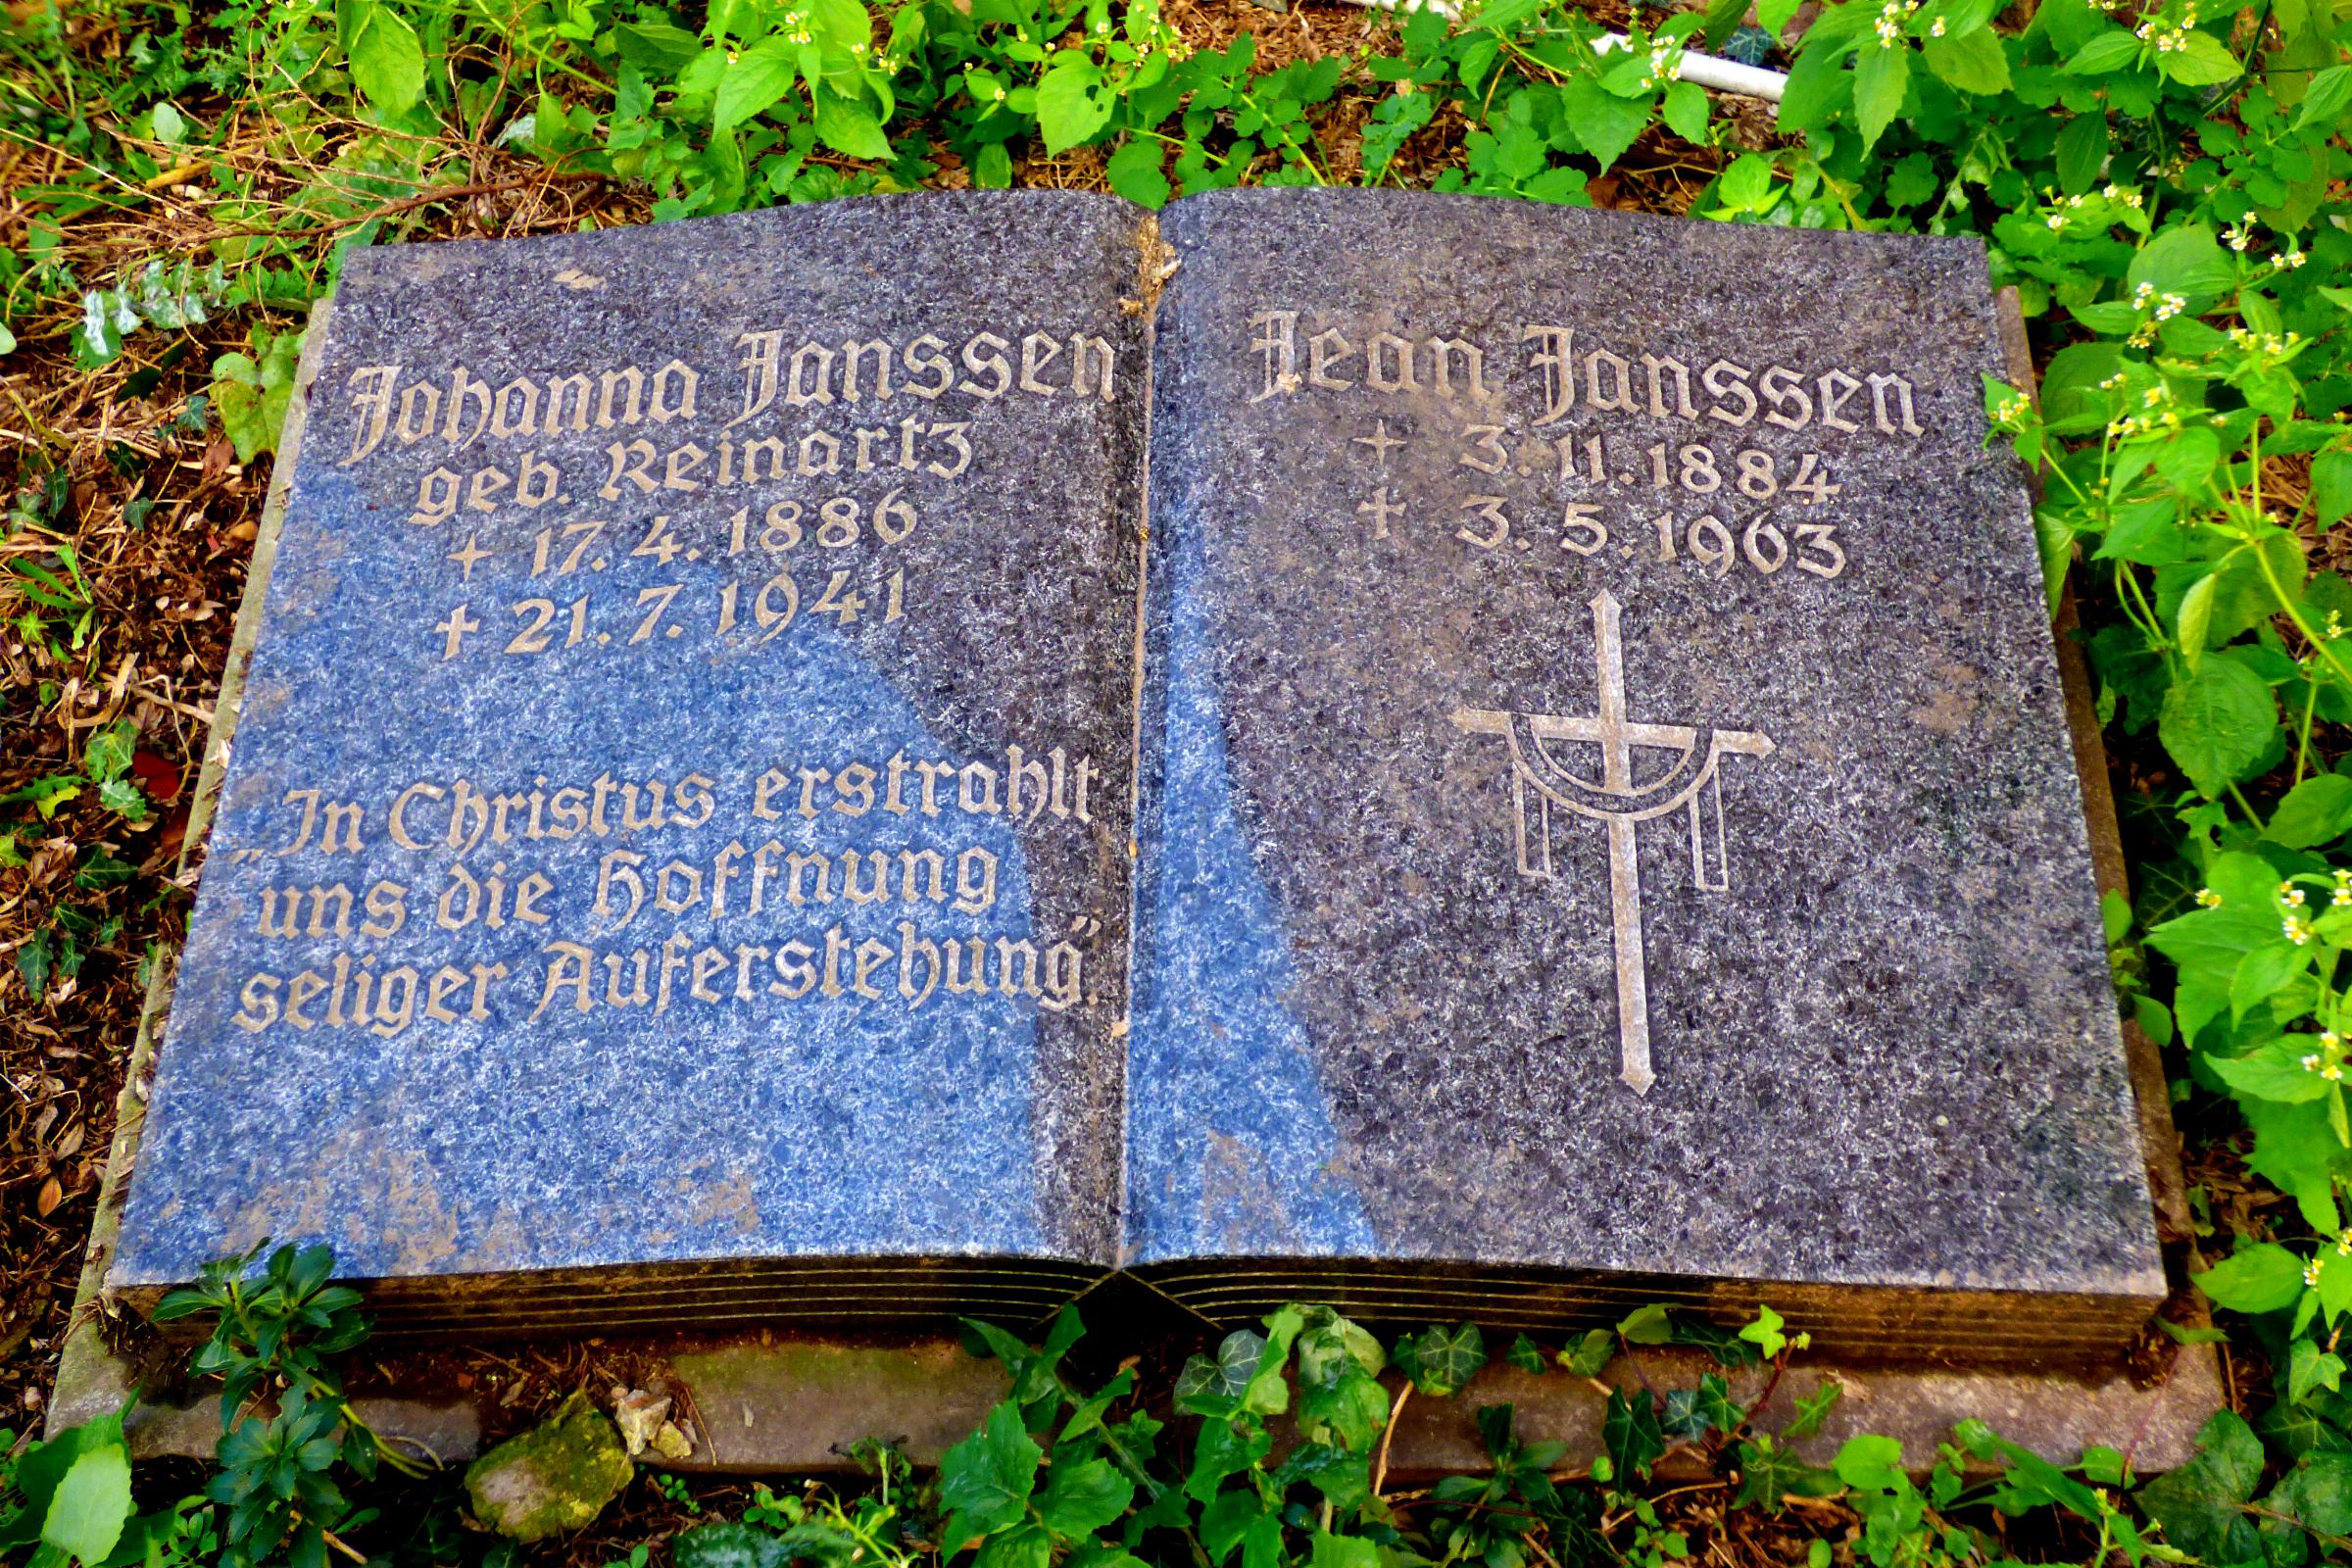 Johanna Janssen
geb. Reinartz
+ 17. 4. 1886
✝ 21. 7. 1941
„In Christus erstrahlt
uns die Hoffnung
seliger Auferstehung".
Jean Janssen
+ 3. 11. 1884
✝ 3. 5. 1963